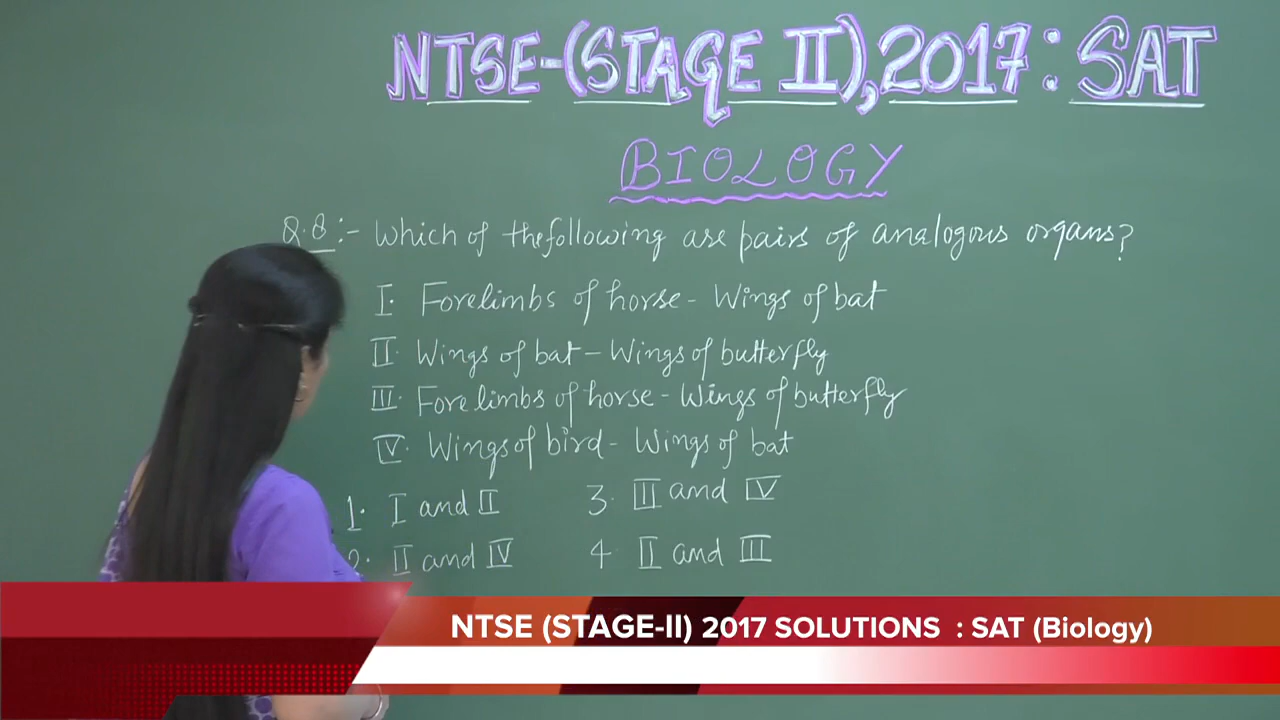 NTSE-(STAGE II), 2017 : SAT
BIOLOGY
Q.8:- Which of the following are pairs of analogous organs?
I. Forelimbs of horse - Wings of bat
II. Wings of bat - Wings of butterfly
III. Forelimbs of horse - Wings of butterfly
IV. Wings of bird - Wings of bat
1. I and II 3. III and IV
2. II and IV 4 II and III
NTSE (STAGE-II) 2017 SOLUTIONS : SAT (Biology)